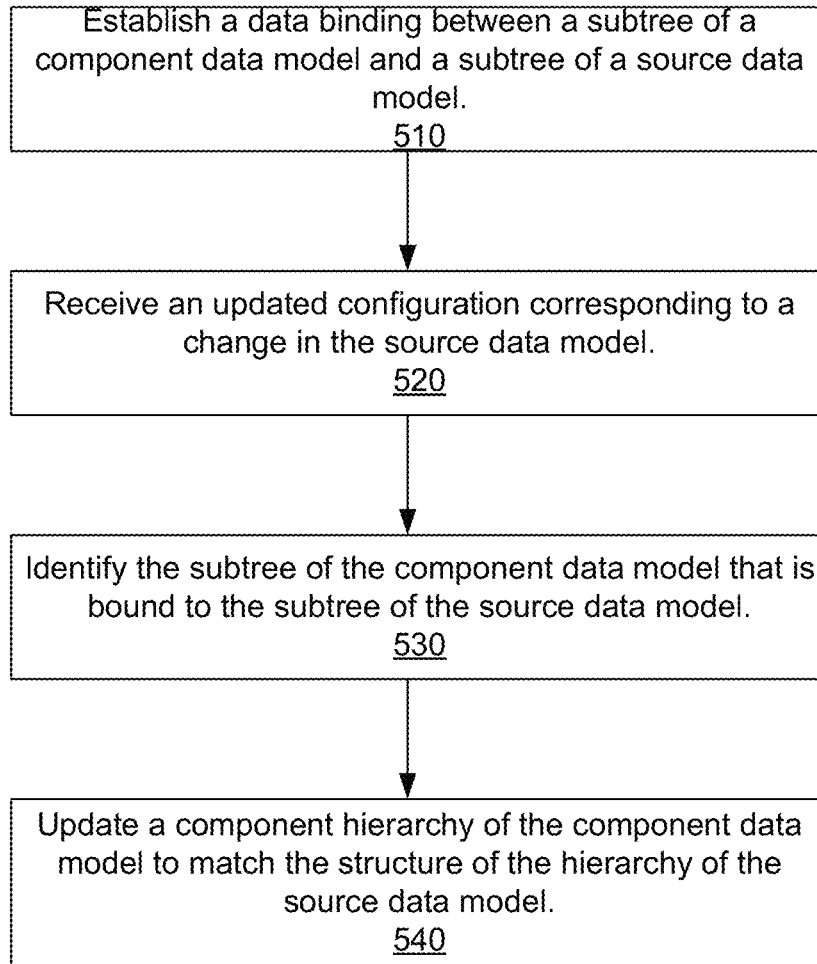 Establish a data binding between a subtree of a
component data model and a subtree of a source data
model.
510
Receive an updated configuration corresponding to a
change in the source data model.
520
Identify the subtree of the component data model that is
bound to the subtree of the source data model.
530
Update a component hierarchy of the component data
model to match the structure of the hierarchy of the
source data model.
540